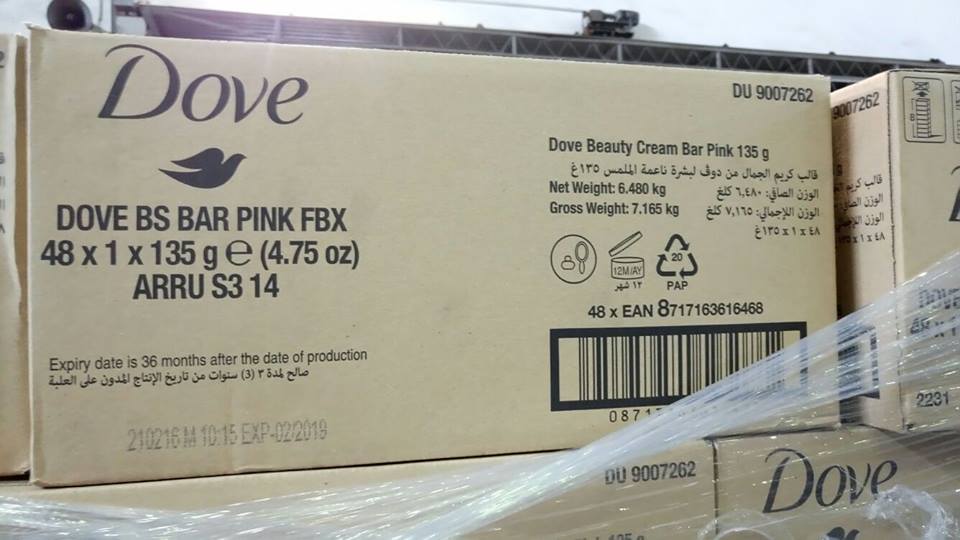 Dove
DU 9007262
DOVE BS BAR PINK FBX
48 x 1 x 135 g e (4.75 oz)
ARRU S3 14
Dove Beauty Cream Bar Pink 135 g
قالب كريم الجمال من دوف لبشرة ناعمة الملمس ١٣٥غ
Net Weight: 6.480 kg
الوزن الصافي: ٦,٤٨٠ كلغ
Gross Weight: 7.165 kg
الوزن الإجمالي: ٧,١٦٥ كلغ
٤٨ x ١ x ١٣٥غ
12M/AY
١٢ شهر
20
PAP
48 x EAN 8717163616468
Expiry date is 36 months after the date of production
صالح لمدة ٣ (3) سنوات من تاريخ الإنتاج المدون على العلبة
210216 M 10:15 EXP-02/2019
9007262
قالب كريم
الوزن
الوزن
2231
DU 9007262
Dove